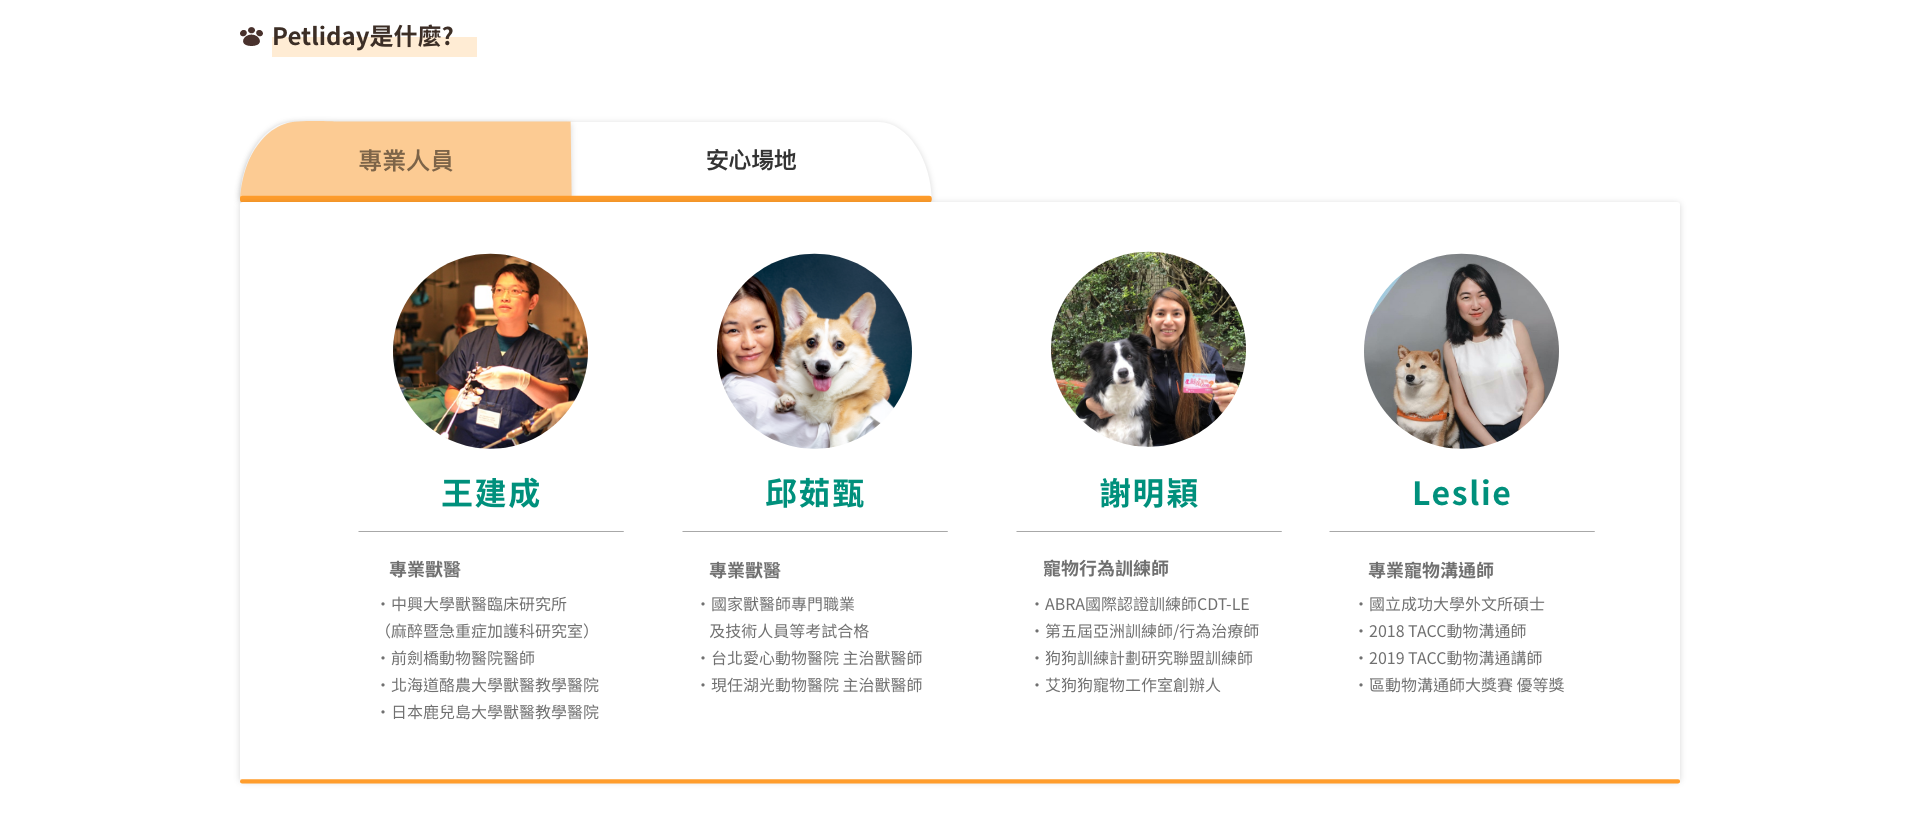 Petliday是什麼?
專業人員
安心場地
王建成
專業獸醫
・中興大學獸醫臨床研究所
（麻醉暨急重症加護科研究室）
・前劍橋動物醫院醫師
・北海道酪農大學獸醫教學醫院
・日本鹿兒島大學獸醫教學醫院
邱茹甄
專業獸醫
・國家獸醫師專門職業
及技術人員等考試合格
・台北愛心動物醫院 主治獸醫師
・現任湖光動物醫院 主治獸醫師
謝明穎
寵物行為訓練師
・ABRA國際認證訓練師CDT-LE
・第五屆亞洲訓練師/行為治療師
・狗狗訓練計劃研究聯盟訓練師
・艾狗狗寵物工作室創辦人
Leslie
專業寵物溝通師
・國立成功大學外文所碩士
・2018 TACC動物溝通師
・2019 TACC動物溝通講師
・區動物溝通師大獎賽 優等獎